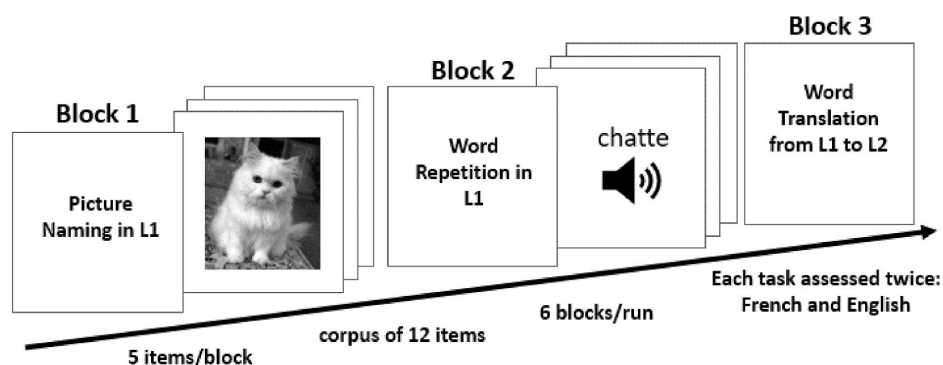 Block 1
Picture
Naming in L1
Block 2
Word
Repetition in
L1
chatte
Block 3
Word
Translation
from L1 to L2
5 items/block
corpus of 12 items
6 blocks/run
Each task assessed twice:
French and English